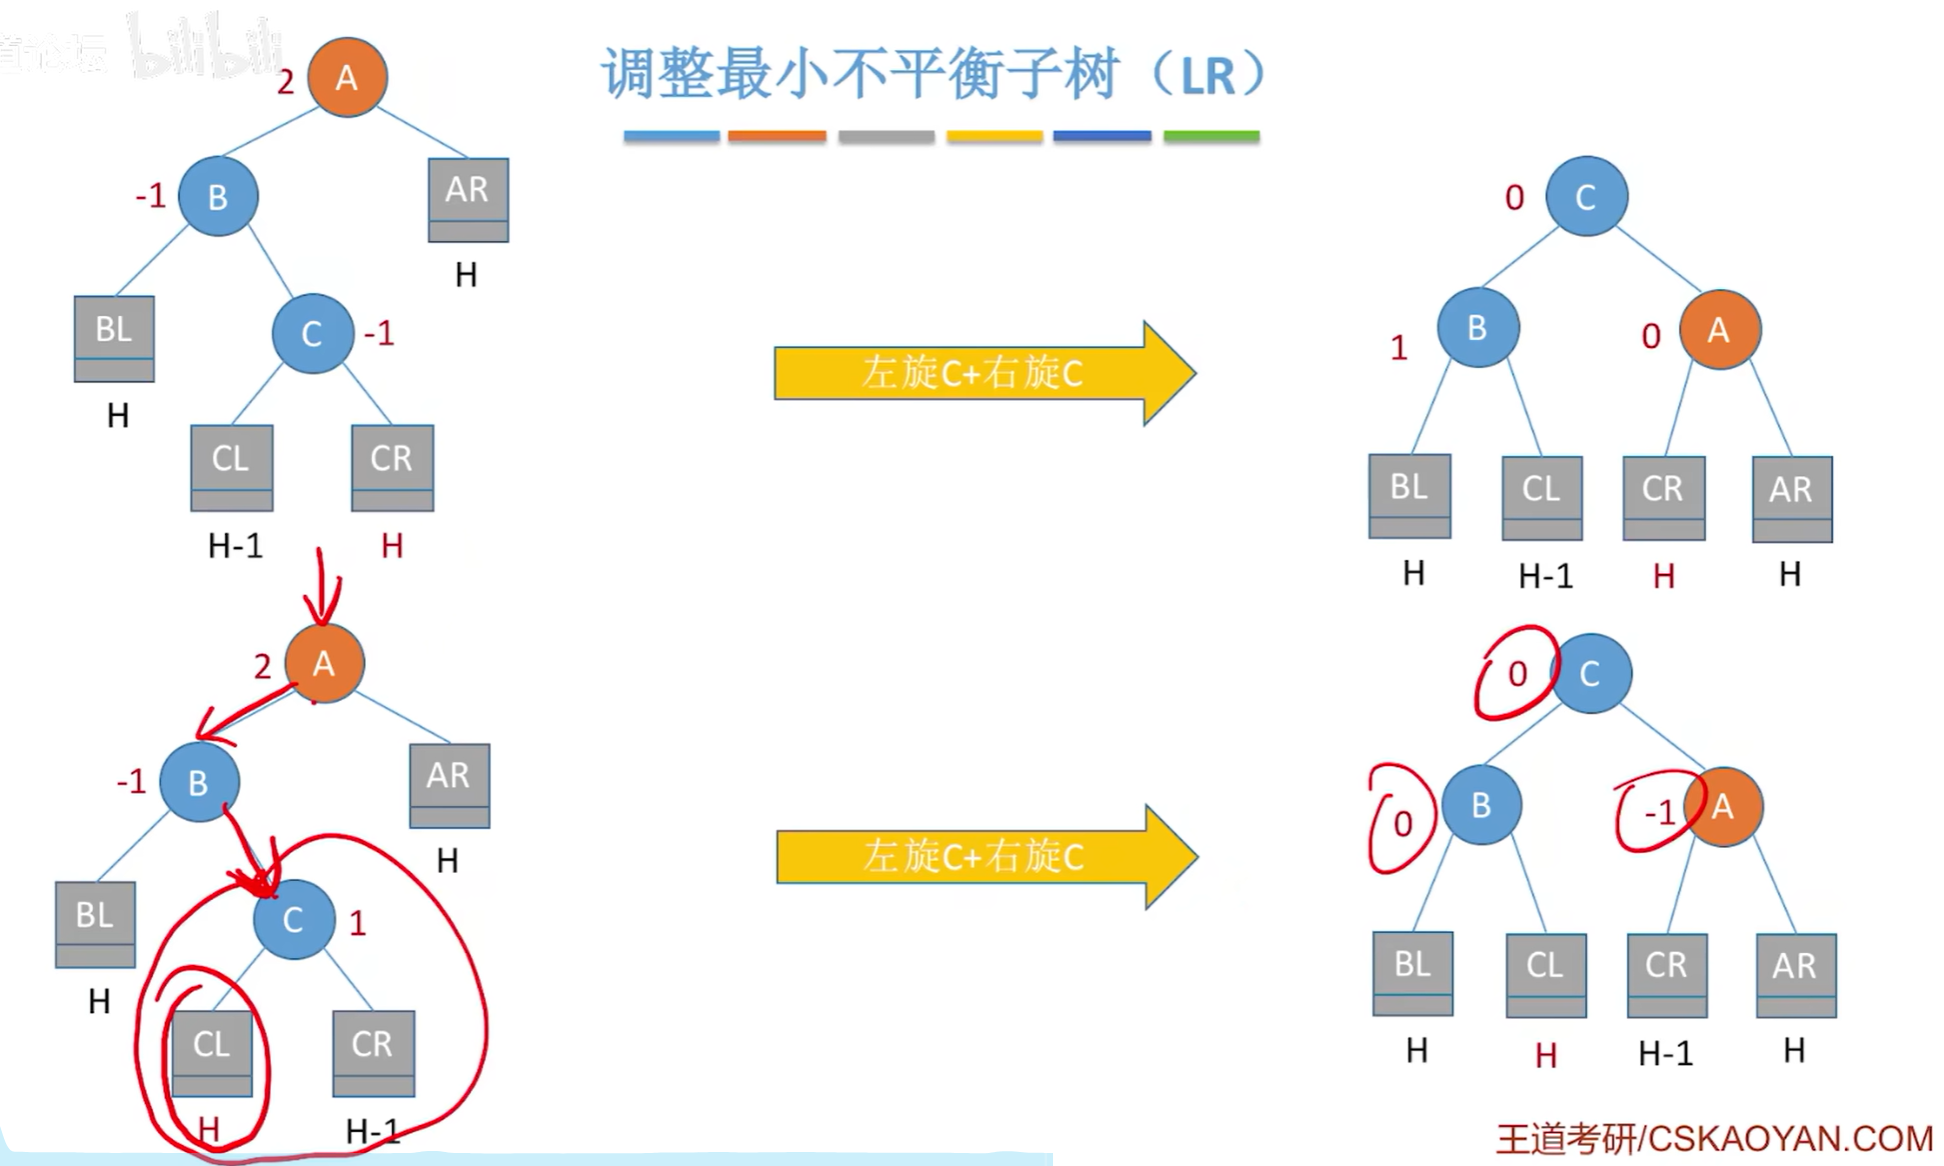 bilibili
调整最小不平衡子树（LR）
2 A
-1 B
AR
H
BL
H
C -1
CL
CR
H-1
H
左旋C+右旋C
0 C
1 B
0 A
BL
CL
CR
AR
H
H-1
H
H
2 A
-1 B
AR
H
BL
H
C 1
CL
CR
H
H-1
左旋C+右旋C
0 C
0 B
-1 A
BL
CL
CR
AR
H
H
H-1
H
王道考研/CSKAOYAN.COM